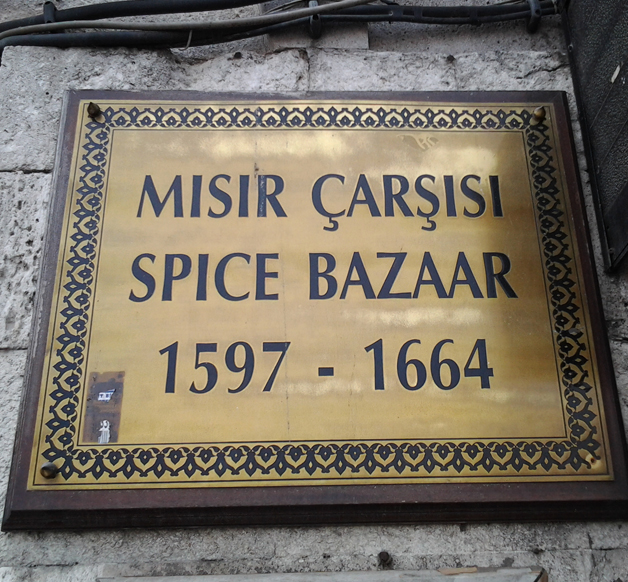 MISIR ÇARŞISI
SPICE BAZAAR
1597 - 1664